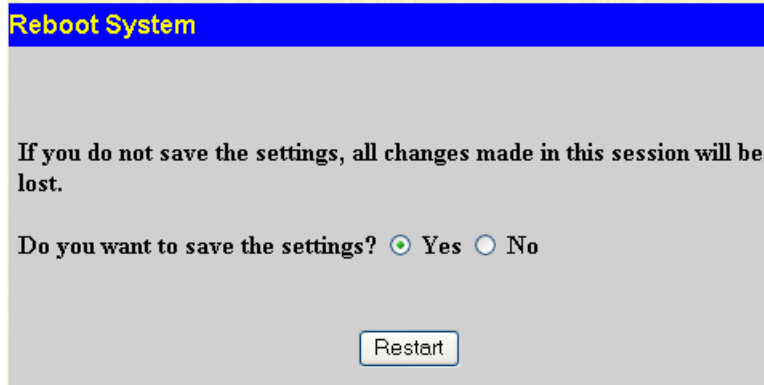 Reboot System
If you do not save the settings, all changes made in this session will be
lost.
Do you want to save the settings? Yes No
Restart